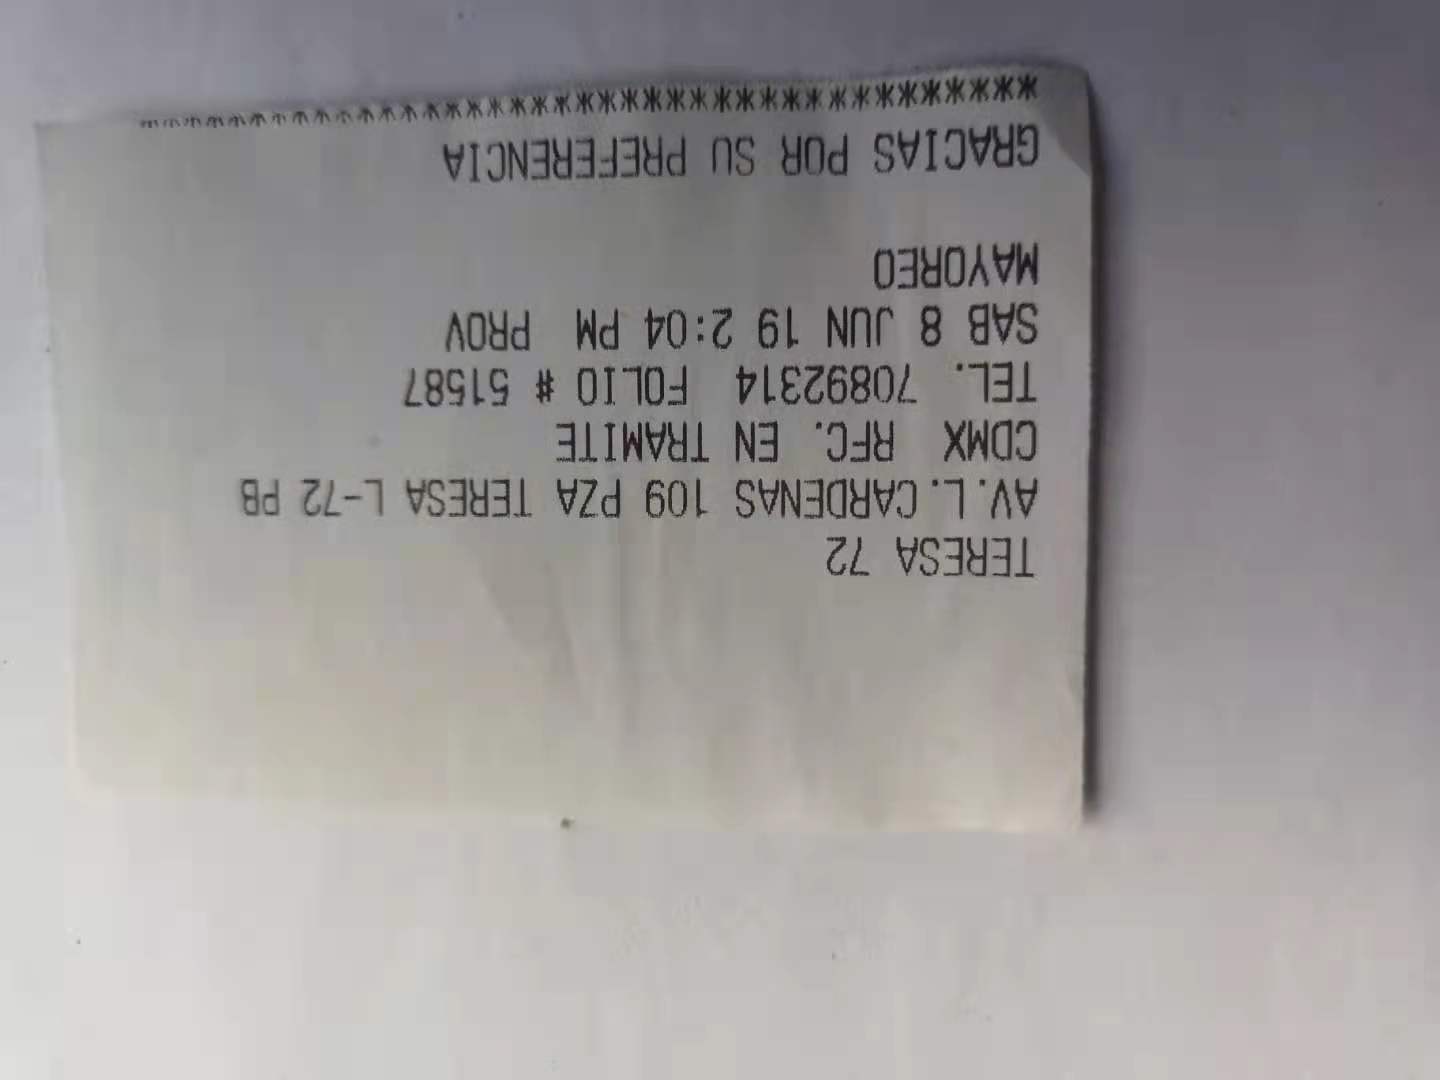 TERESA 72
AV.L.CARDENAS 109 PZA TERESA L-72 PB
CDMX RFC. EN TRAMITE
TEL. 70892314 FOLIO # 51587
SAB 8 JUN 19 2:04 PM PROV
MAYOREO
GRACIAS POR SU PREFERENCIA
***************************************